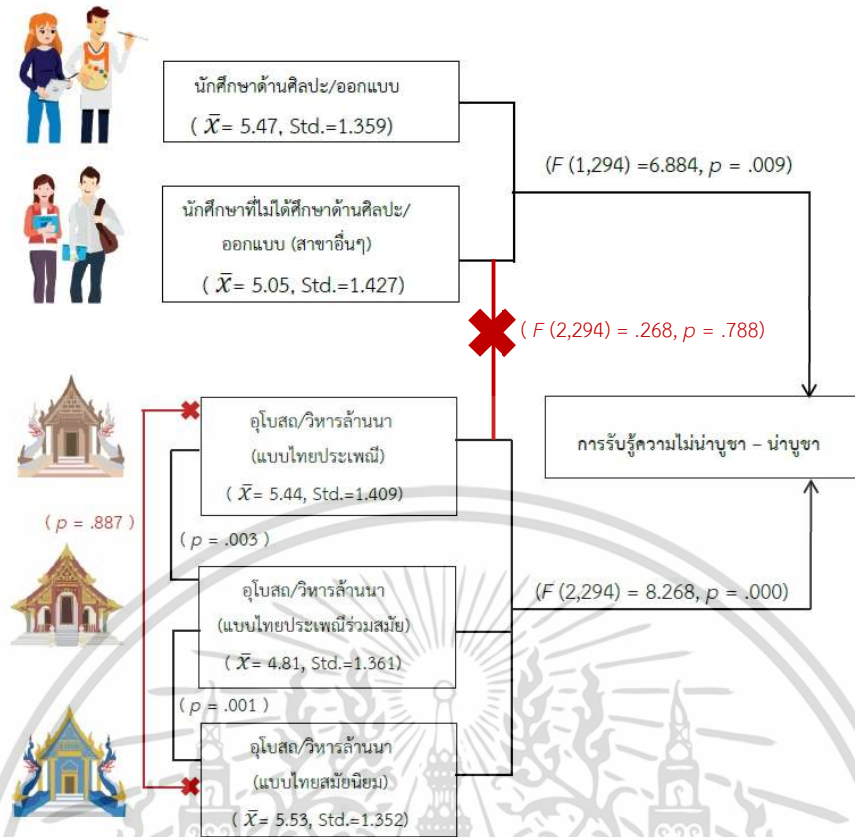 นักศึกษาด้านศิลปะ/ออกแบบ
( x̄ = 5.47, Std.=1.359)
(F (1,294) =6.884, p = .009)
นักศึกษาที่ไม่ได้ศึกษาด้านศิลปะ/
ออกแบบ (สาขาอื่นๆ)
( x̄ = 5.05, Std.=1.427)
( F (2,294) = .268, p = .788)
อุโบสถ/วิหารล้านนา
(แบบไทยประเพณี)
( x̄ = 5.44, Std.=1.409)
การรับรู้ความไม่น่าบูชา – น่าบูชา
( p = .887 )
( p = .003 )
อุโบสถ/วิหารล้านนา
(แบบไทยประเพณีร่วมสมัย)
( x̄ = 4.81, Std.=1.361)
(F (2,294) = 8.268, p = .000)
( p = .001 )
อุโบสถ/วิหารล้านนา
(แบบไทยสมัยนิยม)
( x̄ = 5.53, Std.=1.352)